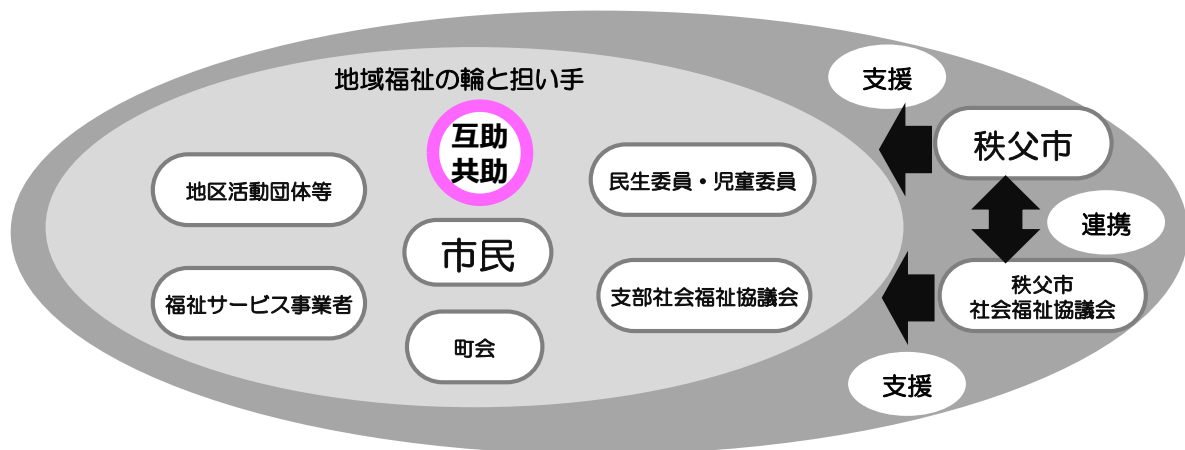 地域福祉の輪と担い手
互助
共助
地区活動団体等
民生委員・児童委員
市民
福祉サービス事業者
支部社会福祉協議会
町会
支援
秩父市
連携
秩父市
社会福祉協議会
支援